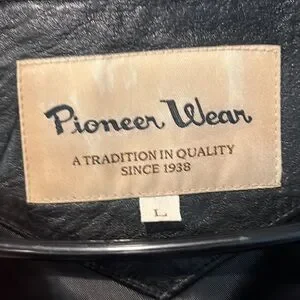 Pioneer Wear
A TRADITION IN QUALITY
SINCE 1938
L